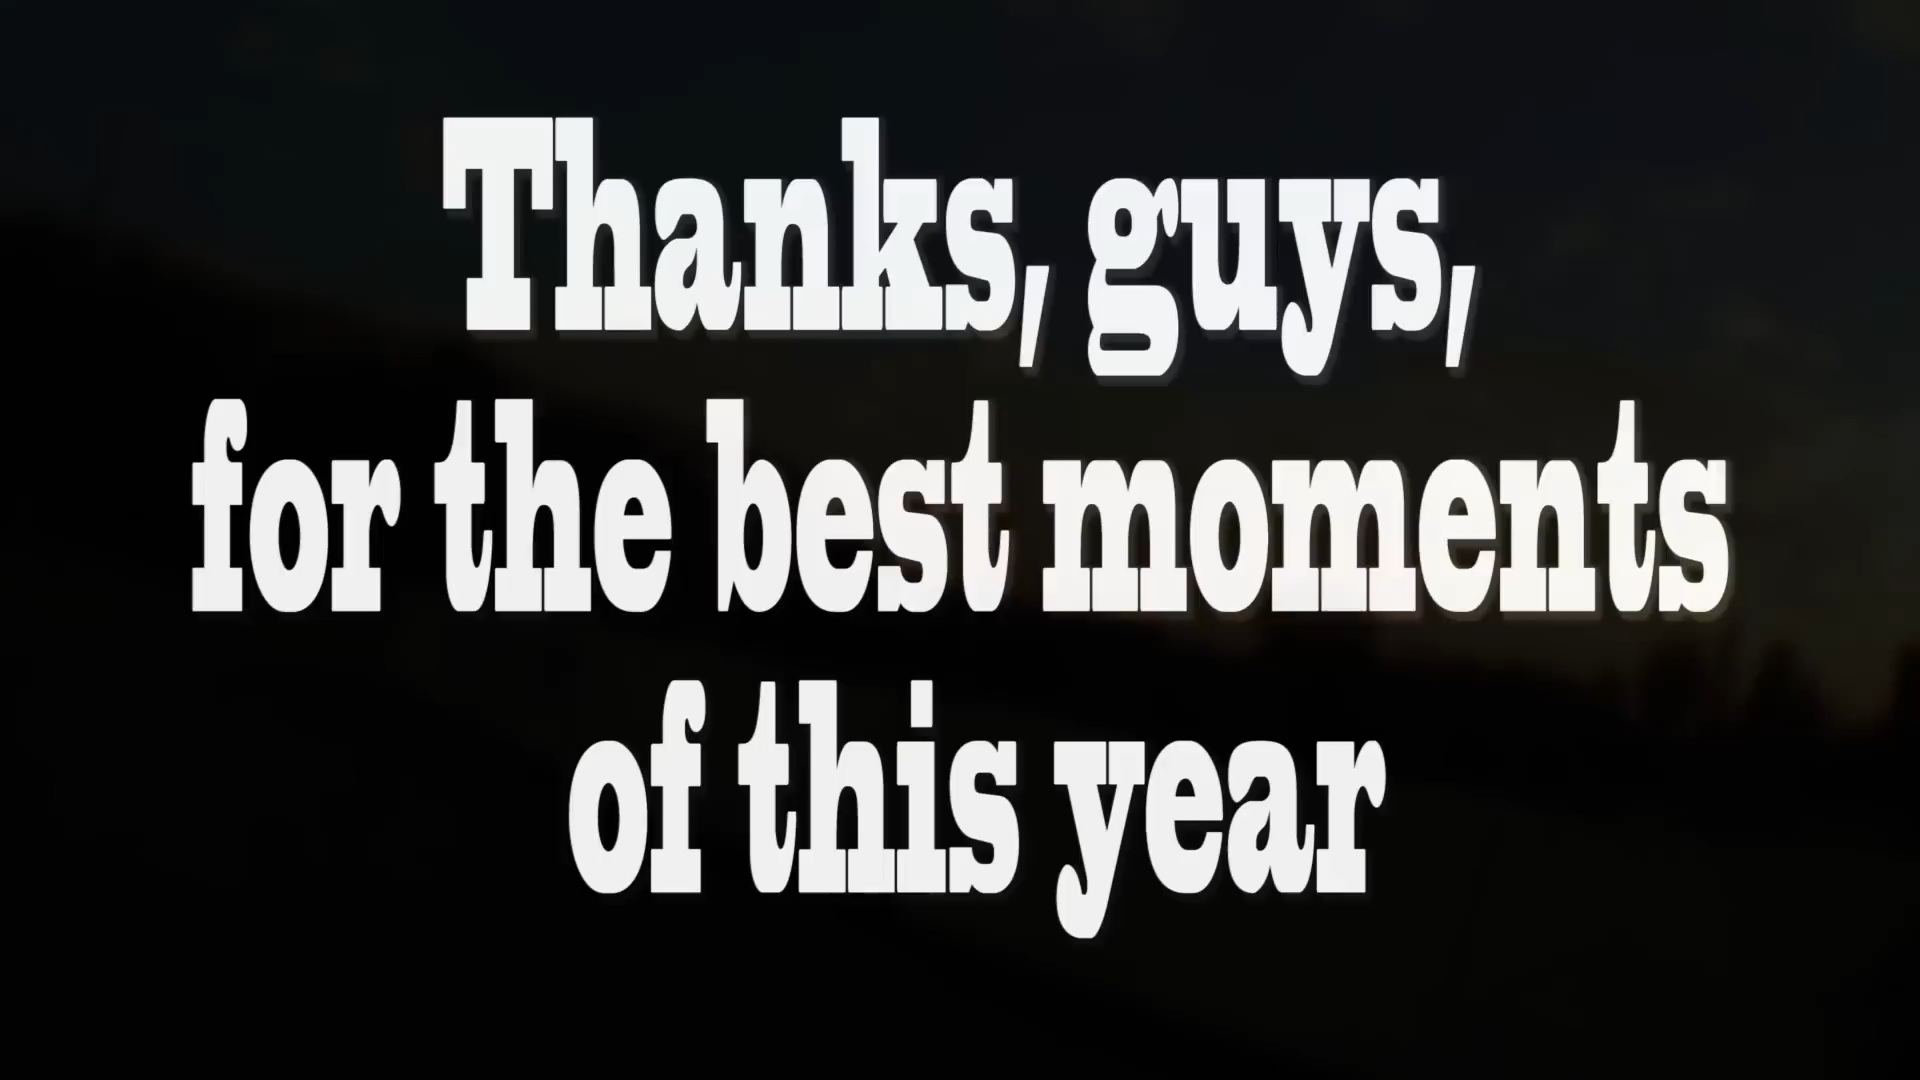 Thanks, guys,
for the best moments
of this year